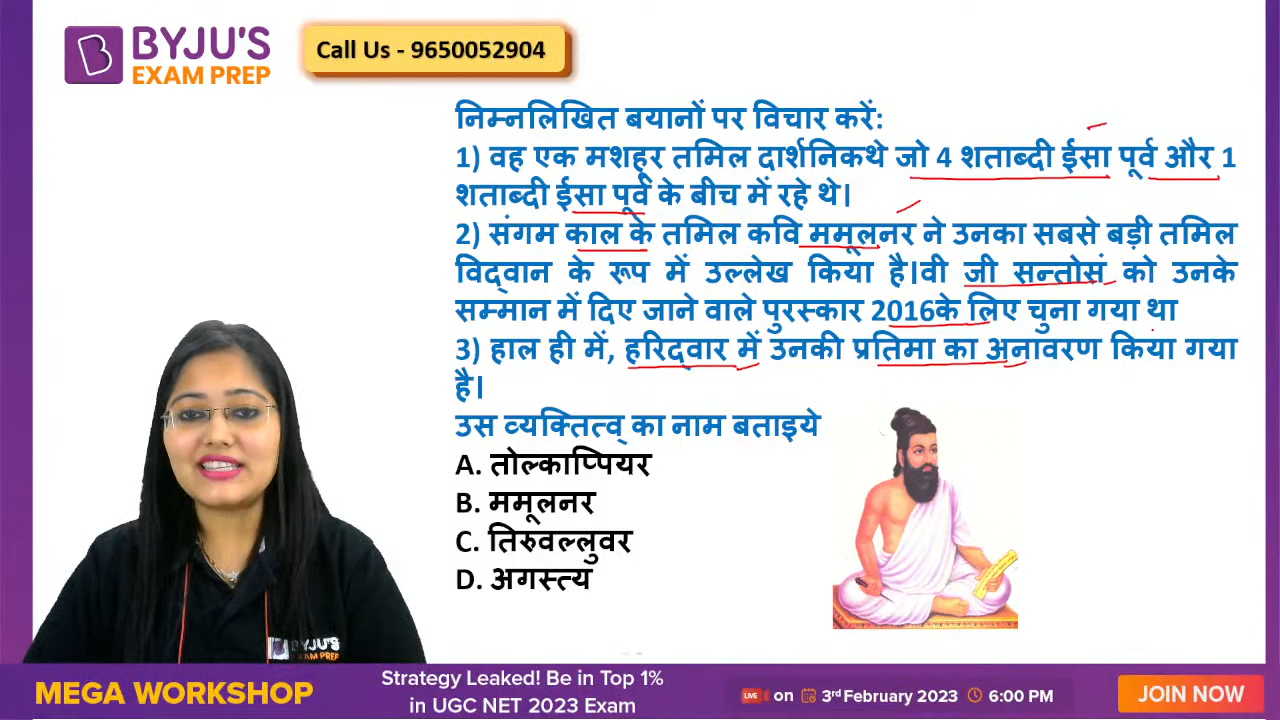 BYJU'S
EXAM PREP
Call Us - 9650052904
निम्नलिखित बयानों पर विचार करें:
1) वह एक मशहूर तमिल दार्शनिकथे जो 4 शताब्दी ईसा पूर्व और 1
शताब्दी ईसा पूर्व के बीच में रहे थे।
2) संगम काल के तमिल कवि ममूलनर ने उनका सबसे बड़ी तमिल
विद्वान के रूप में उल्लेख किया है।वी जी सन्तोसं को उनके
सम्मान में दिए जाने वाले पुरस्कार 2016के लिए चुना गया था
3) हाल ही में, हरिद्वार में उनकी प्रतिमा का अनावरण किया गया
है।
उस व्यक्तित्व् का नाम बताइये
A. तोल्काप्पियर
B. ममूलनर
C. तिरुवल्लुवर
D. अगस्त्य
BYJU'S
EXAM PREP
MEGA WORKSHOP
Strategy Leaked! Be in Top 1%
in UGC NET 2023 Exam
LIVE on 3rd February 2023 6:00 PM
JOIN NOW